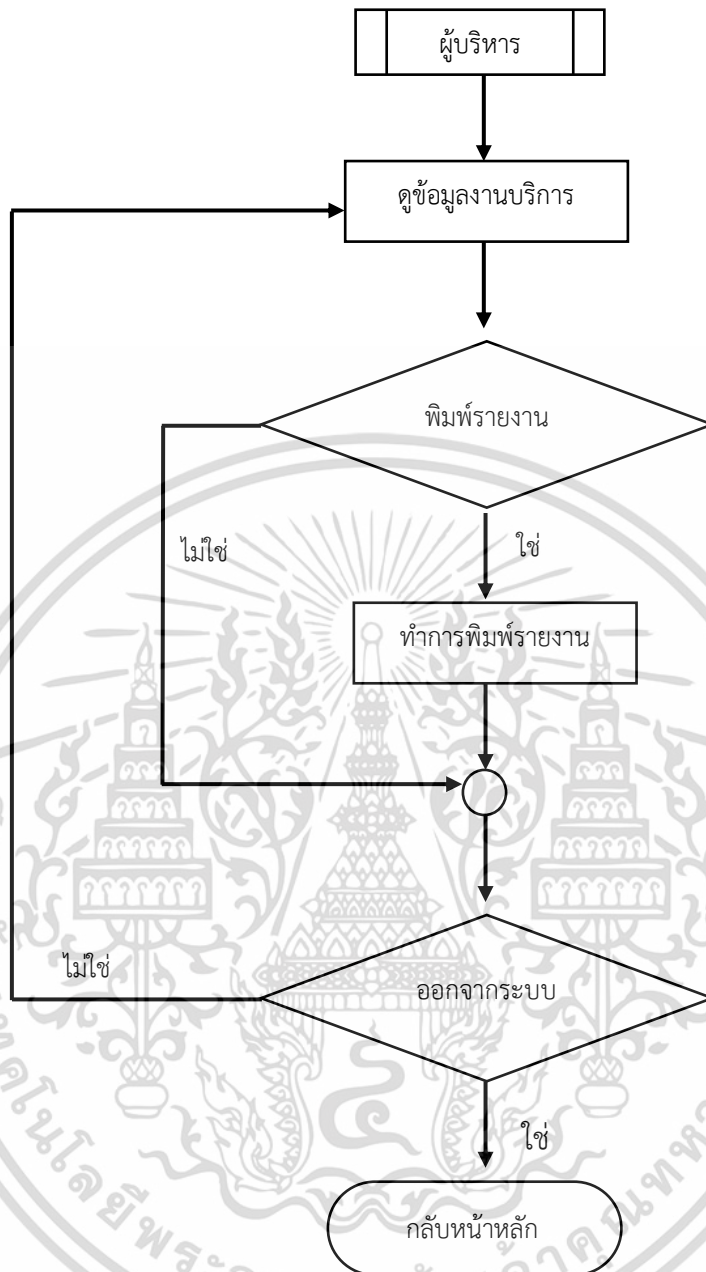 ผู้บริหาร
ดูข้อมูลงานบริการ
พิมพ์รายงาน
ไม่ใช่
ใช่
ทำการพิมพ์รายงาน
ไม่ใช่
ออกจากระบบ
ใช่
กลับหน้าหลัก